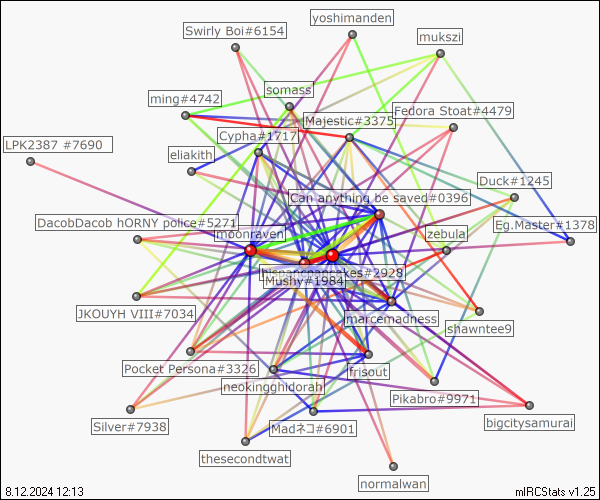 yoshimanden
Swirly Boi#6154
mukszi
somass
ming#4742
Fedora Stoat#4479
Majestic#3375
Cypha#1717
LPK2387 #7690
eliakith
Duck#1245
Can anything be saved#0396
DacobDacob hORNY police#5271
Eg.Master#1378
moonraven
zebula
hispancpancakes#2928
Mushy#1984
JKOUYH VIII#7034
marcemadness
shawntee9
Pocket Persona#3326
frisout
neokingghidorah
Pikabro#9971
bigcitysamurai
Silver#7938
Madネコ#6901
thesecondtwat
normalwan
8.12.2024 12:13
mIRCStats v1.25